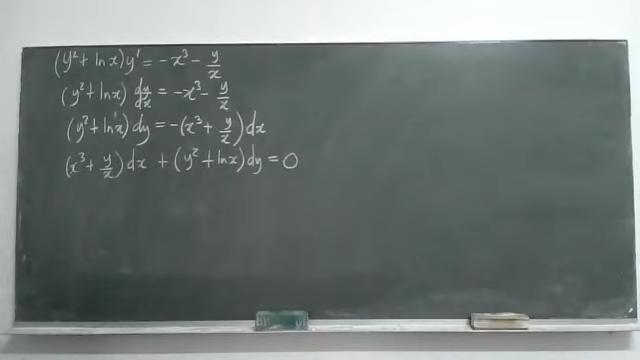 (y² + ln x) y' = -x³ - y/x
(y² + ln x) dy/dx = -x³ - y/x
(y² + ln x) dy = -(x³ + y/x) dx
(x³ + y/x) dx + (y² + ln x) dy = 0